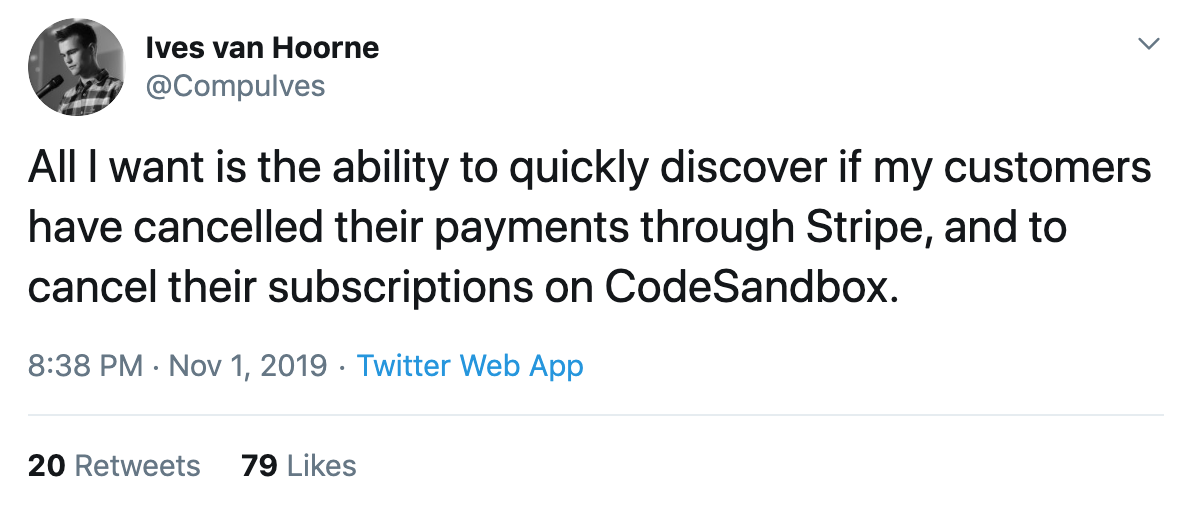 Ives van Hoorne
@Compulves
All I want is the ability to quickly discover if my customers
have cancelled their payments through Stripe, and to
cancel their subscriptions on CodeSandbox.
8:38 PM · Nov 1, 2019 · Twitter Web App
20 Retweets 79 Likes